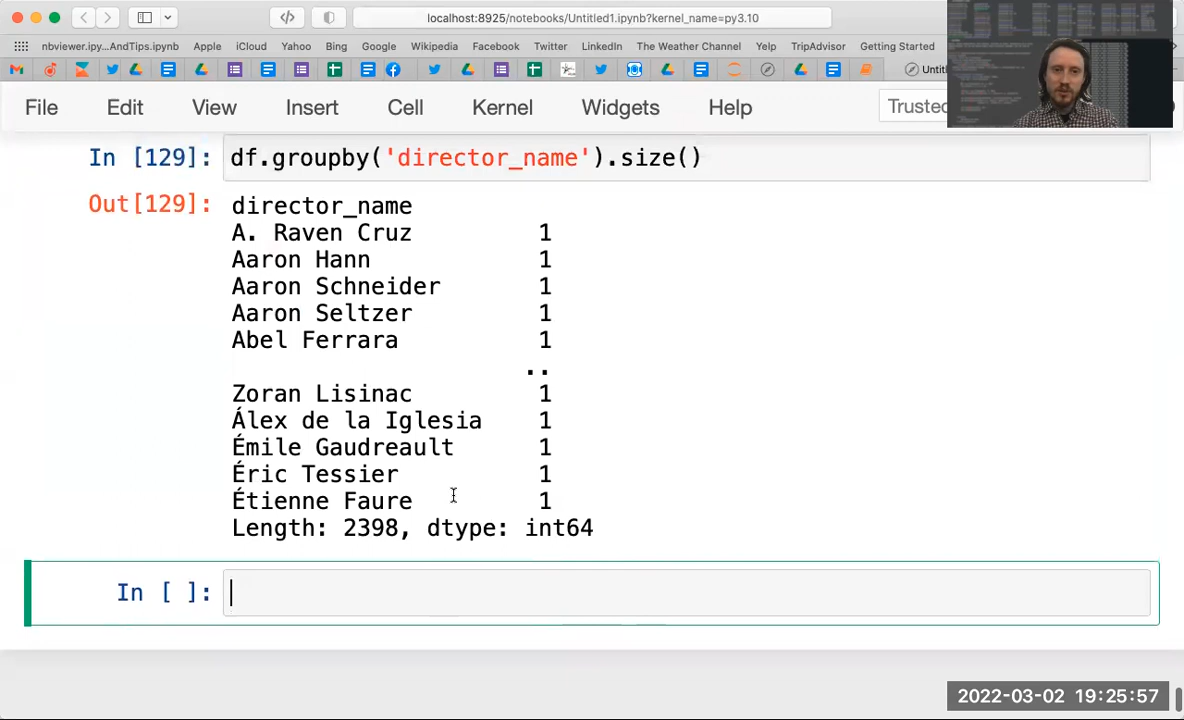 localhost:8925/notebooks/Untitled1.ipynb?kernel_name=py3.10
nbviewer.ipy...AndTips.ipynb Apple iCloud Yahoo Bing Google Wikipedia Facebook Twitter LinkedIn The Weather Channel Yelp TripAdvisor Getting Started
File Edit View Insert Cell Kernel Widgets Help Trusted
In [129]: df.groupby('director_name').size()
Out[129]: director_name
A. Raven Cruz 1
Aaron Hann 1
Aaron Schneider 1
Aaron Seltzer 1
Abel Ferrara 1
..
Zoran Lisinac 1
Álex de la Iglesia 1
Émile Gaudreault 1
Éric Tessier 1
Étienne Faure 1
Length: 2398, dtype: int64
In [ ]:
2022-03-02 19:25:57